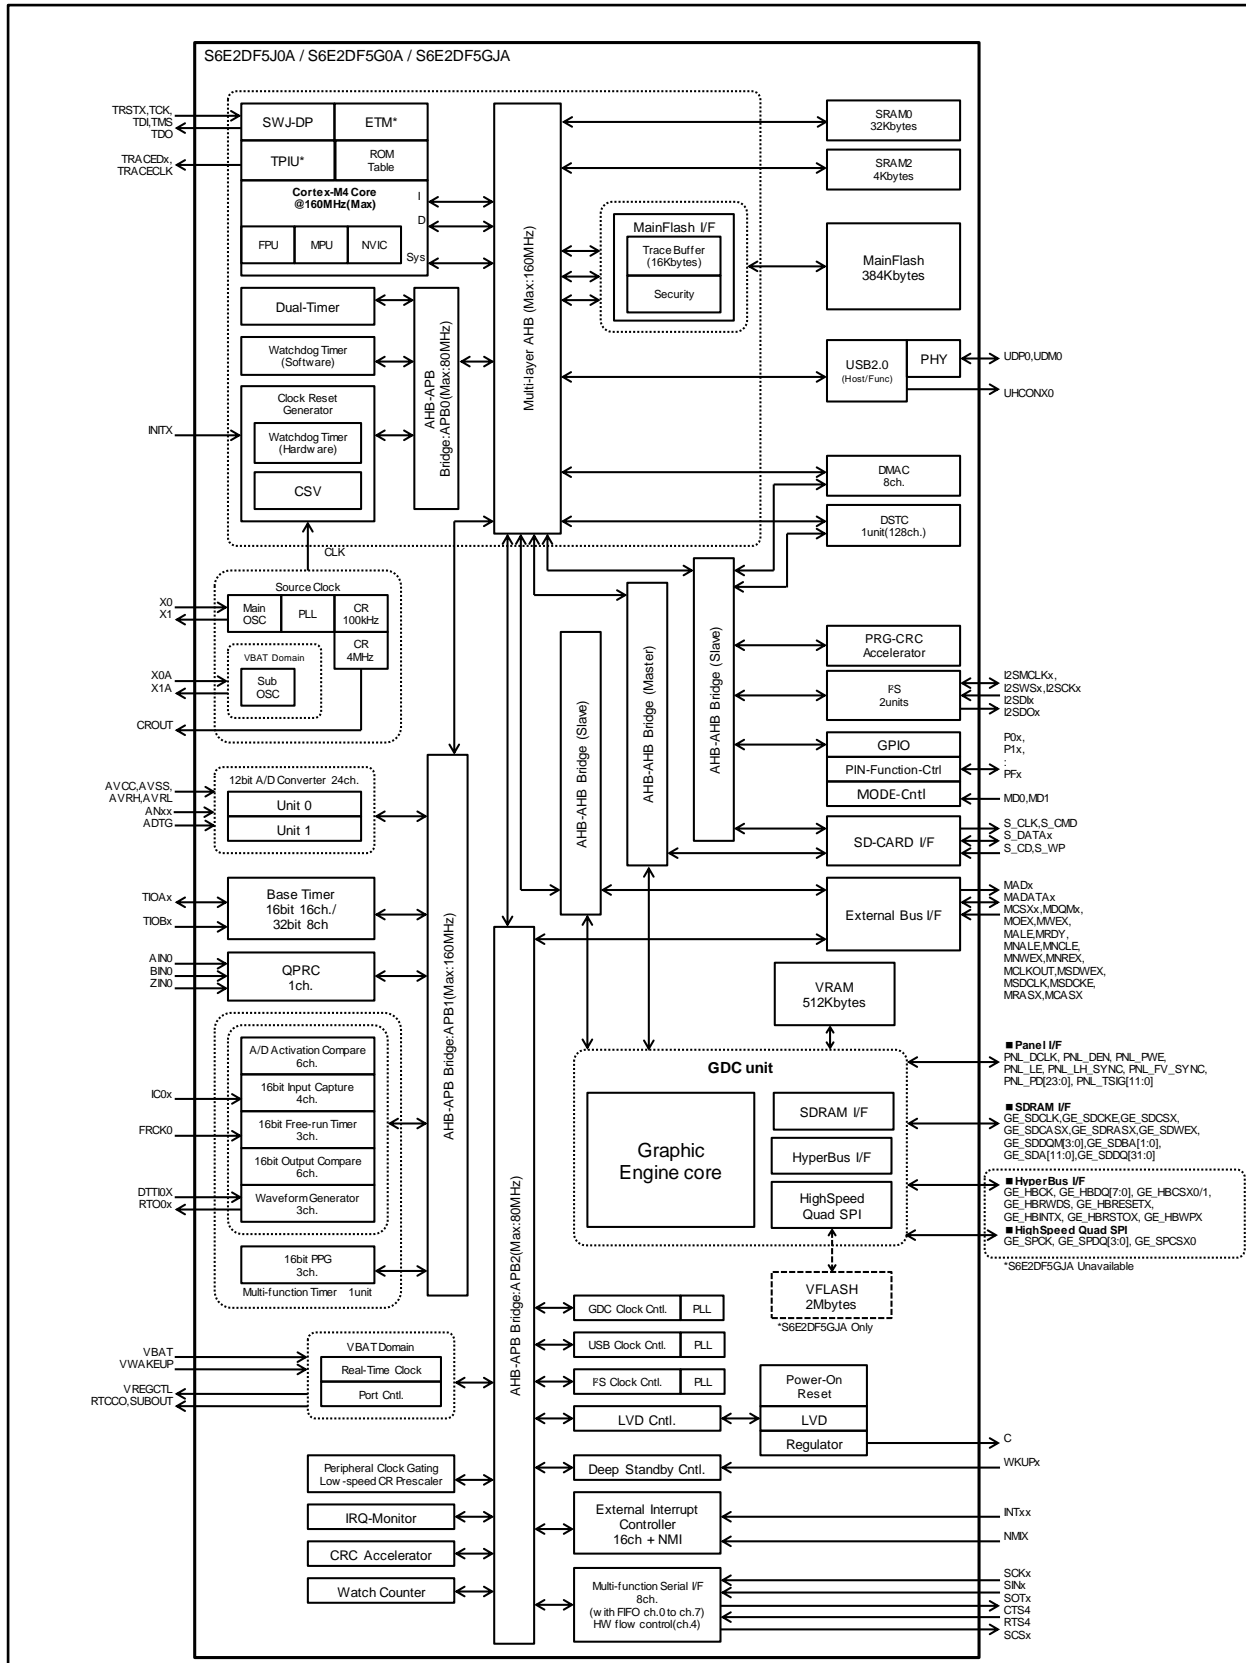 S6E2DF5J0A / S6E2DF5G0A / S6E2DF5GJA
TRSTX,TCK,
TDI,TMS
TDO
TRACEDx,
TRACECLK
SWJ-DP
ETM*
TPIU*
ROM
Table
Cortex-M4 Core
@160MHz(Max)
I
D
Sys
FPU
MPU
NVIC
Dual-Timer
Watchdog Timer
(Software)
Clock Reset
Generator
Watchdog Timer
(Hardware)
CSV
INITX
CLK
AHB-APB
Bridge:APB0(Max:80MHz)
Multi-layer AHB (Max:160MHz)
MainFlash I/F
Trace Buffer
(16Kbytes)
Security
SRAM0
32Kbytes
SRAM2
4Kbytes
MainFlash
384Kbytes
USB2.0
(Host/Func)
PHY
UDP0,UDM0
UHCONX0
DMAC
8ch.
DSTC
1unit(128ch.)
Source Clock
X0
X1
Main
OSC
PLL
CR
100kHz
CR
4MHz
VBAT Domain
Sub
OSC
X0A
X1A
CROUT
AHB-AHB Bridge (Slave)
AHB-AHB Bridge (Master)
AHB-AHB Bridge (Slave)
PRG-CRC
Accelerator
I²S
2units
I2SMCLKx,
I2SWSx,I2SCKx
I2SDIx
I2SDOx
GPIO
PIN-Function-Ctrl
MODE-Cntl
P0x,
P1x,
:
PFx
MD0,MD1
SD-CARD I/F
S_CLK,S_CMD
S_DATAx
S_CD,S_WP
External Bus I/F
MADx
MADATAx
MCSXx,MDQMx,
MOEX,MWEX,
MALE,MRDY,
MNALE,MNCLE,
MNWEX,MNREX,
MCLKOUT,MSDWEX,
MSDCLK,MSDCKE,
MRASX,MCASX
AVCC,AVSS,
AVRH,AVRL
ANxx
ADTG
12bit A/D Converter 24ch.
Unit 0
Unit 1
TIOAx
TIOBx
Base Timer
16bit 16ch./
32bit 8ch
AIN0
BIN0
ZIN0
QPRC
1ch.
AHB-APB Bridge:APB1(Max:160MHz)
AHB-APB Bridge:APB2(Max:80MHz)
A/D Activation Compare
6ch.
IC0x
16bit Input Capture
4ch.
FRCK0
16bit Free-run Timer
3ch.
16bit Output Compare
6ch.
DTTI0X
RTO0x
Waveform Generator
3ch.
16bit PPG
3ch.
Multi-function Timer 1unit
VRAM
512Kbytes
GDC unit
Graphic
Engine core
SDRAM I/F
HyperBus I/F
HighSpeed
Quad SPI
VFLASH
2Mbytes
*S6E2DF5GJA Only
■ Panel I/F
PNL_DCLK, PNL_DEN, PNL_PWE,
PNL_LE, PNL_LH_SYNC, PNL_FV_SYNC,
PNL_PD[23:0], PNL_TSIG[11:0]
■ SDRAM I/F
GE_SDCLK,GE_SDCKE,GE_SDCSX,
GE_SDCASX,GE_SDRASX,GE_SDWEX,
GE_SDDQM[3:0],GE_SDBA[1:0],
GE_SDA[11:0],GE_SDDQ[31:0]
■ HyperBus I/F
GE_HBCK, GE_HBDQ[7:0], GE_HBCSX0/1,
GE_HBRWDS, GE_HBRESETX,
GE_HBINTX, GE_HBRSTOX, GE_HBWPX
■ HighSpeed Quad SPI
GE_SPCK, GE_SPDQ[3:0], GE_SPCSX0
*S6E2DF5GJA Unavailable
VBAT
VWAKEUP
VREGCTL
RTCCO,SUBOUT
VBAT Domain
Real-Time Clock
Port Cntl.
GDC Clock Cntl.
PLL
USB Clock Cntl.
PLL
I²S Clock Cntl.
PLL
LVD Cntl.
Power-On
Reset
LVD
Regulator
C
Deep Standby Cntl.
WKUPx
Peripheral Clock Gating
Low-speed CR Prescaler
IRQ-Monitor
CRC Accelerator
Watch Counter
External Interrupt
Controller
16ch + NMI
INTxx
NMIX
Multi-function Serial I/F
8ch.
(with FIFO ch.0 to ch.7)
HW flow control(ch.4)
SCKx
SINx
SOTx
CTS4
RTS4
SCSx